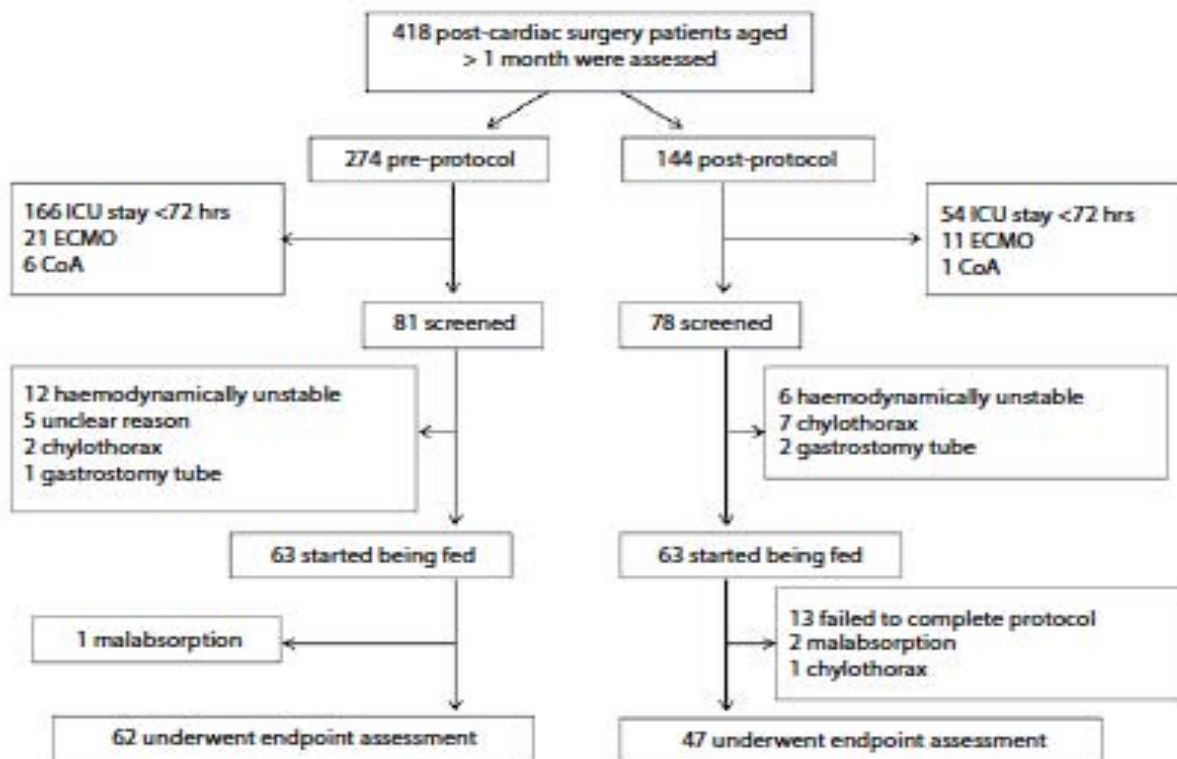 418 post-cardiac surgery patients aged
> 1 month were assessed
274 pre-protocol
144 post-protocol
166 ICU stay <72 hrs
21 ECMO
6 CoA
54 ICU stay <72 hrs
11 ECMO
1 CoA
81 screened
78 screened
12 haemodynamically unstable
5 unclear reason
2 chylothorax
1 gastrostomy tube
6 haemodynamically unstable
7 chylothorax
2 gastrostomy tube
63 started being fed
63 started being fed
1 malabsorption
13 failed to complete protocol
2 malabsorption
1 chylothorax
62 underwent endpoint assessment
47 underwent endpoint assessment